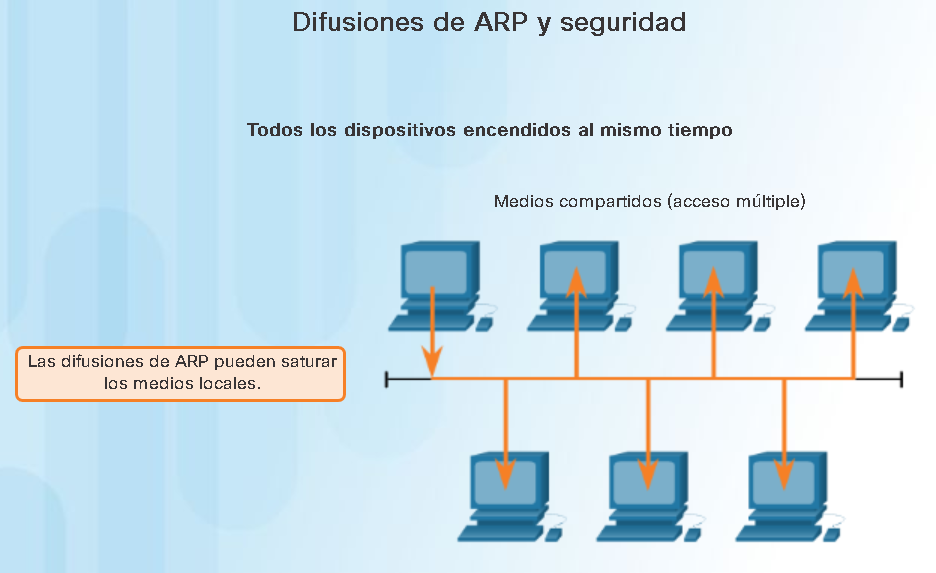 Difusiones de ARP y seguridad
Todos los dispositivos encendidos al mismo tiempo
Medios compartidos (acceso múltiple)
Las difusiones de ARP pueden saturar
los medios locales.